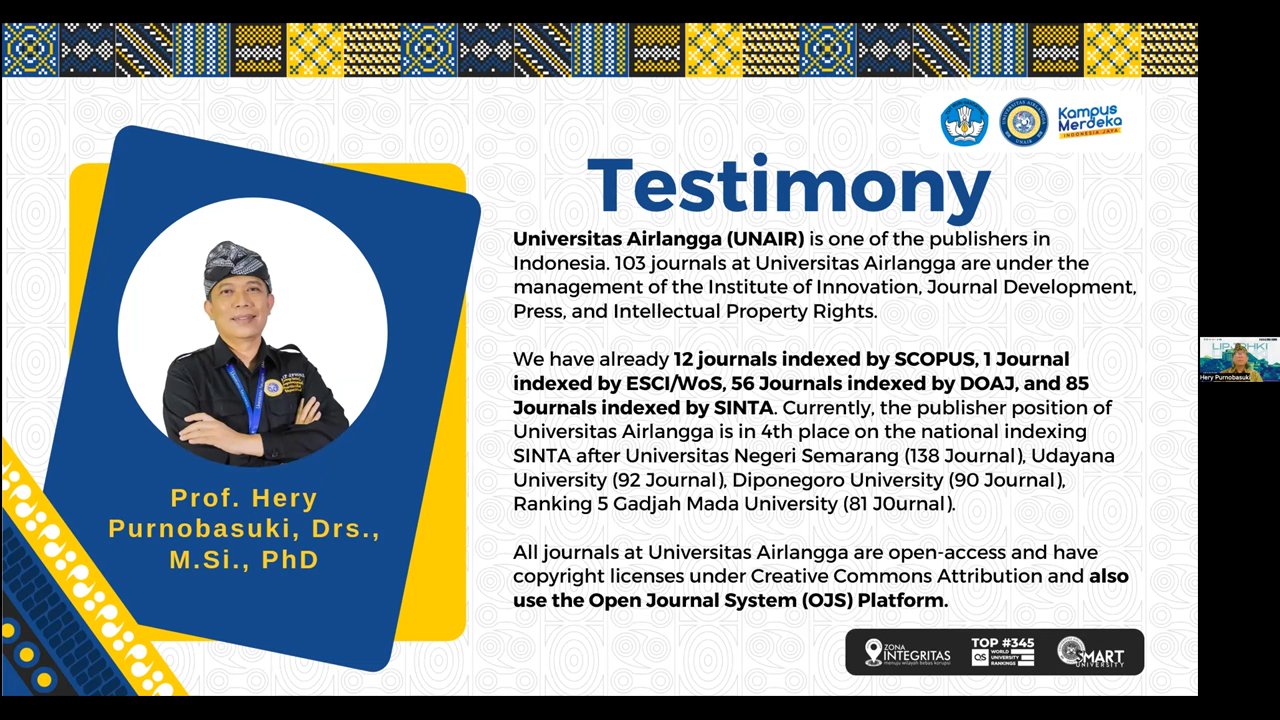 Kampus
Merdeka
INDONESIA JAYA
Testimony
Universitas Airlangga (UNAIR) is one of the publishers in
Indonesia. 103 journals at Universitas Airlangga are under the
management of the Institute of Innovation, Journal Development,
Press, and Intellectual Property Rights.
We have already 12 journals indexed by SCOPUS, 1 Journal
indexed by ESCI/WoS, 56 Journals indexed by DOAJ, and 85
Journals indexed by SINTA. Currently, the publisher position of
Universitas Airlangga is in 4th place on the national indexing
SINTA after Universitas Negeri Semarang (138 Journal), Udayana
University (92 Journal), Diponegoro University (90 Journal),
Ranking 5 Gadjah Mada University (81 J0urnal).
All journals at Universitas Airlangga are open-access and have
copyright licenses under Creative Commons Attribution and also
use the Open Journal System (OJS) Platform.
Prof. Hery
Purnobasuki, Drs.,
M.Si., PhD
ZONA
INTEGRITAS
menuju wilayah bebas korupsi
TOP #345
QS WORLD
UNIVERSITY
RANKINGS
SMART
UNIVERSITY
Hery Purnobasuki